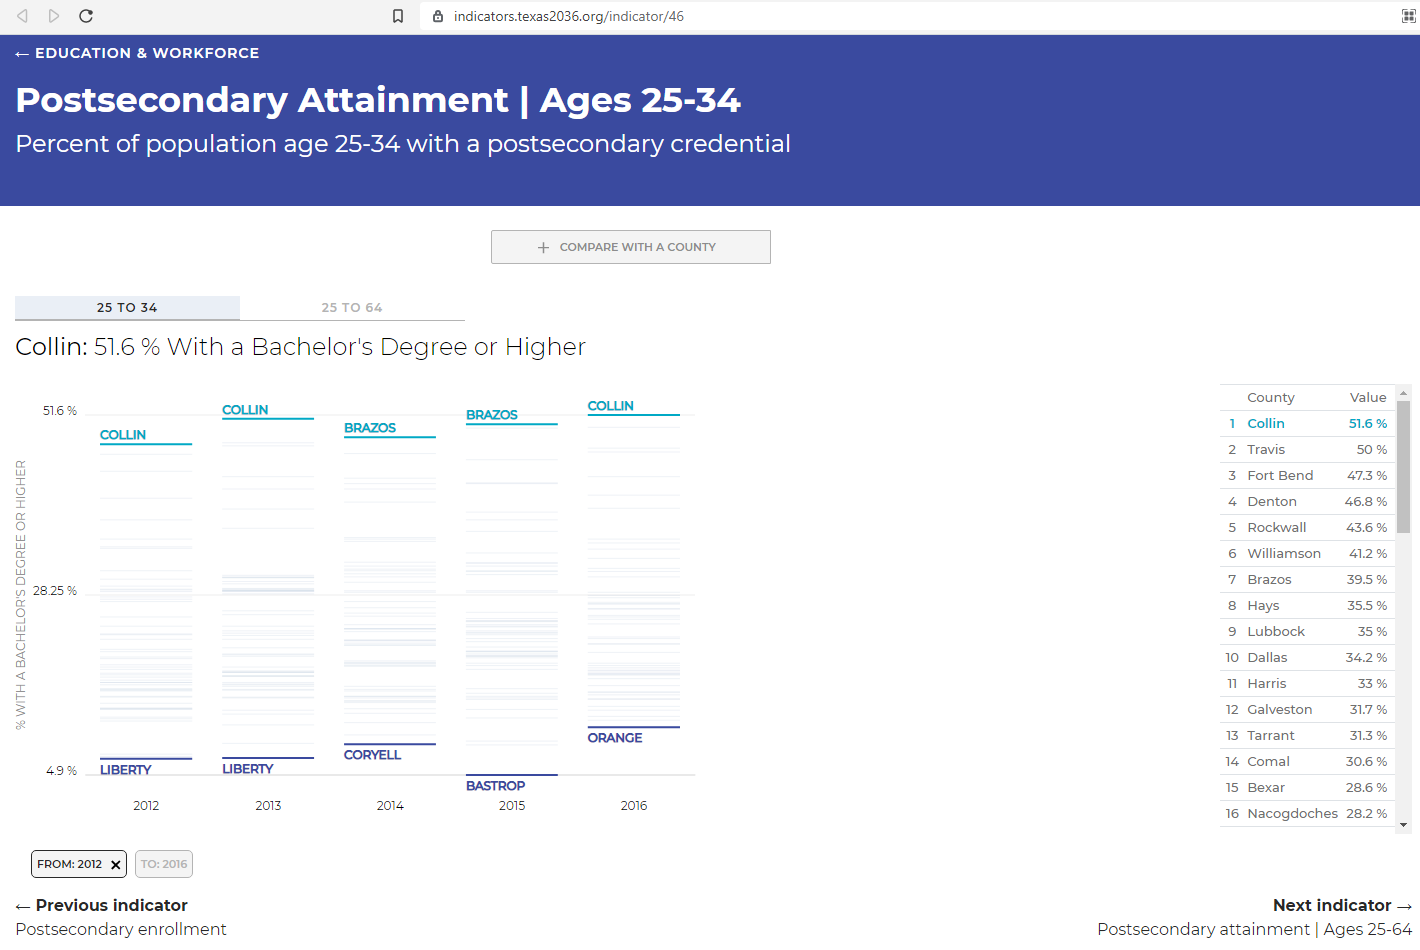 indicators.texas2036.org/indicator/46
← EDUCATION & WORKFORCE
Postsecondary Attainment | Ages 25-34
Percent of population age 25-34 with a postsecondary credential
+ COMPARE WITH A COUNTY
25 TO 34 25 TO 64
Collin: 51.6 % With a Bachelor's Degree or Higher
% WITH A BACHELOR'S DEGREE OR HIGHER
51.6 %
28.25 %
4.9 %
COLLIN
COLLIN
BRAZOS
BRAZOS
COLLIN
LIBERTY
LIBERTY
CORYELL
BASTROP
ORANGE
2012 2013 2014 2015 2016
County Value
1 Collin 51.6 %
2 Travis 50 %
3 Fort Bend 47.3 %
4 Denton 46.8 %
5 Rockwall 43.6 %
6 Williamson 41.2 %
7 Brazos 39.5 %
8 Hays 35.5 %
9 Lubbock 35 %
10 Dallas 34.2 %
11 Harris 33 %
12 Galveston 31.7 %
13 Tarrant 31.3 %
14 Comal 30.6 %
15 Bexar 28.6 %
16 Nacogdoches 28.2 %
FROM: 2012 × TO: 2016
← Previous indicator
Postsecondary enrollment
Next indicator →
Postsecondary attainment | Ages 25-64